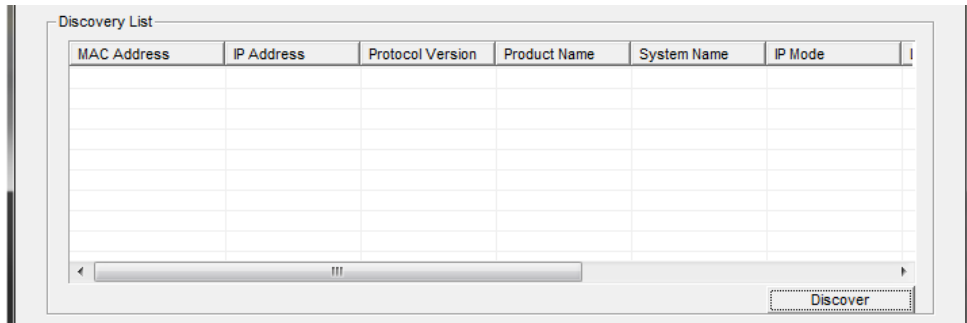 Discovery List
MAC Address IP Address Protocol Version Product Name System Name IP Mode
Discover